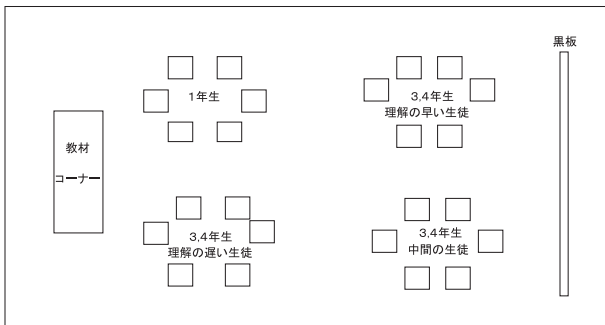 黒板
1年生
3,4年生
理解の早い生徒
教材
コーナー
3,4年生
理解の遅い生徒
3,4年生
中間の生徒